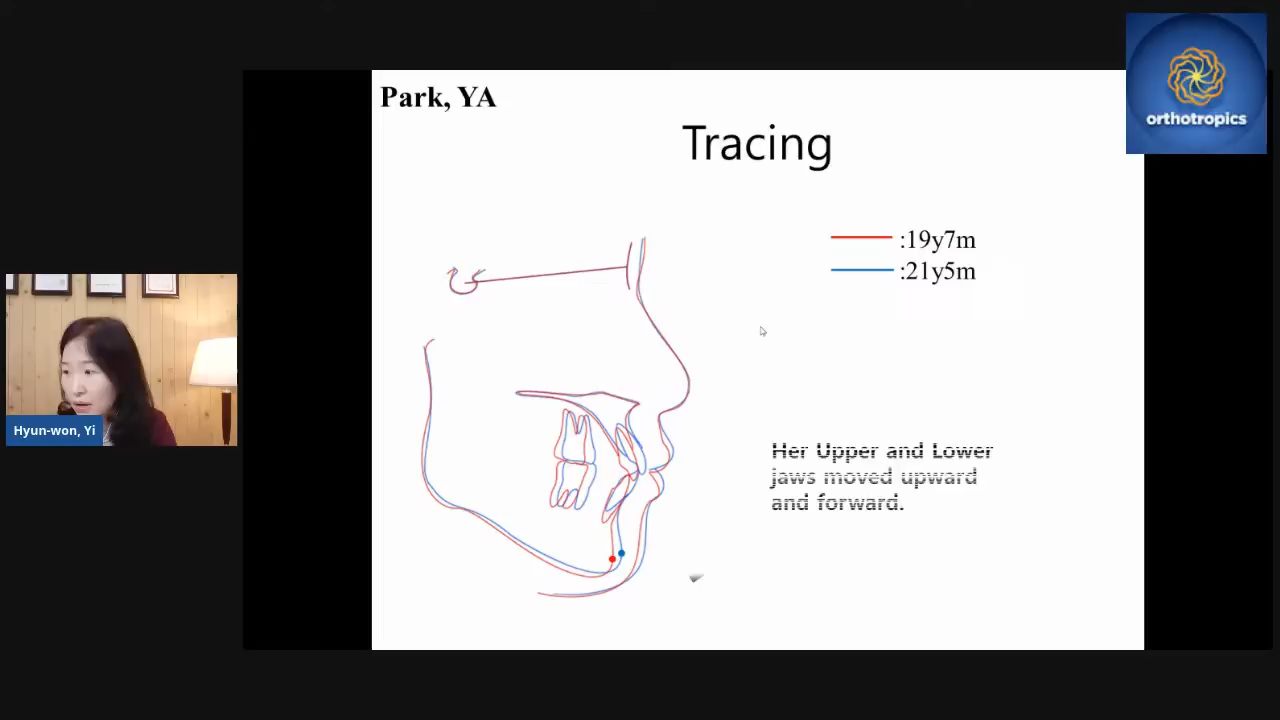 Park, YA
orthotropics
Tracing
:19y7m
:21y5m
Hyun-won, Yi
Her Upper and Lower
jaws moved upward
and forward.